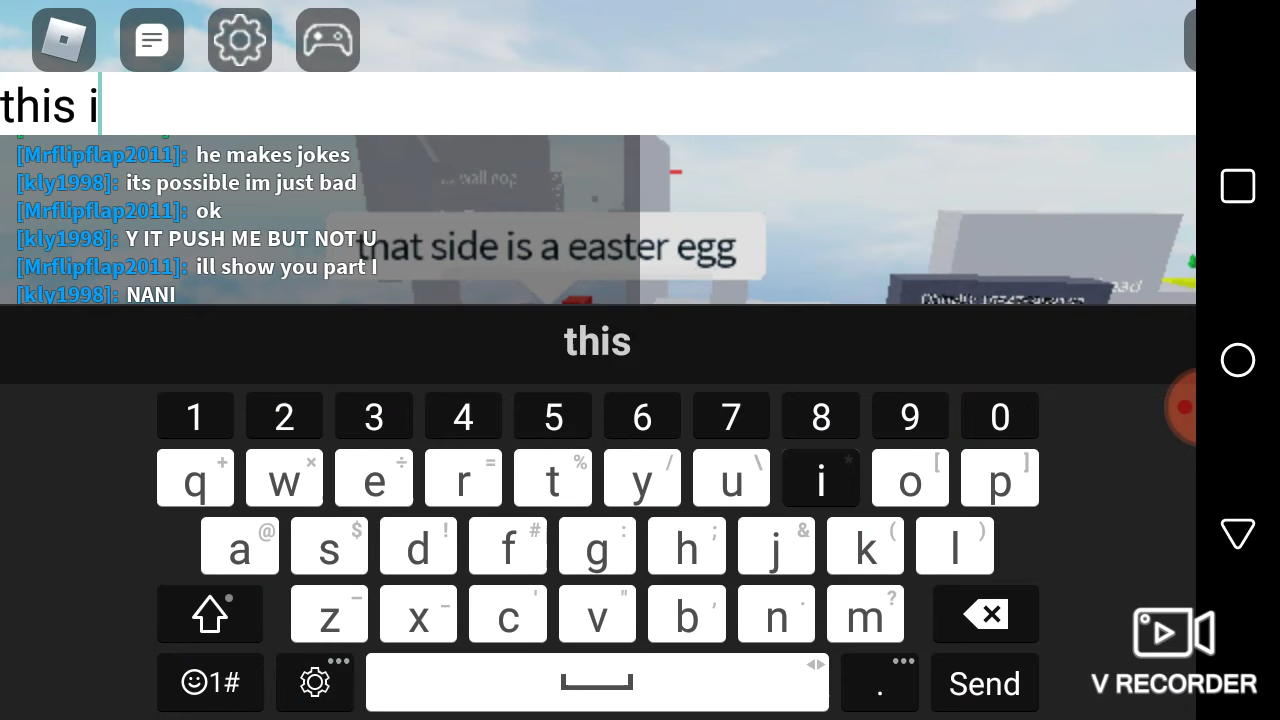 this i
[Mrflipflap2011]: he makes jokes
[kly1998]: its possible im just bad
[Mrflipflap2011]: ok
[kly1998]: Y IT PUSH ME BUT NOT U
[Mrflipflap2011]: ill show you part I
[kly1998]: NANI
that side is a easter egg
this
1 2 3 4 5 6 7 8 9 0
q + w × e ÷ r = t % y / u \ i * o [ p ]
a @ s $ d ! f # g : h ; j & k ( l )
z – x _ c ' v " b , n . m ?
1# . Send
V RECORDER